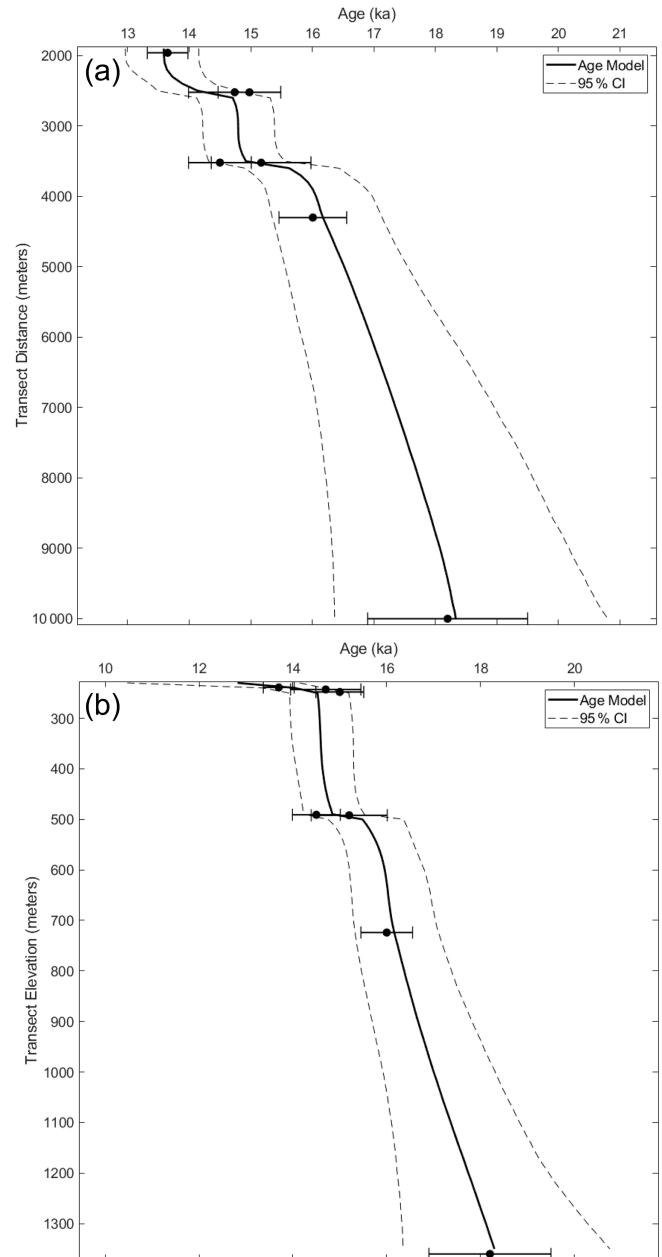 Age (ka)
13 14 15 16 17 18 19 20 21
(a)
Age Model
95 % CI
2000
3000
4000
5000
6000
7000
8000
9000
10 000
Transect Distance (meters)
Age (ka)
10 12 14 16 18 20
(b)
Age Model
95 % CI
300
400
500
600
700
800
900
1000
1100
1200
1300
Transect Elevation (meters)